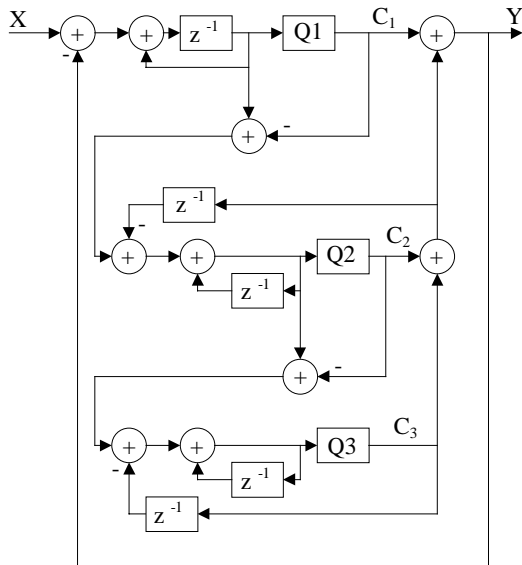 X + + z⁻¹ Q1 C₁ + Y
-
+ -
z⁻¹
-
+ + Q2 C₂ +
z⁻¹
+ -
+ + Q3 C₃
-
z⁻¹
z⁻¹